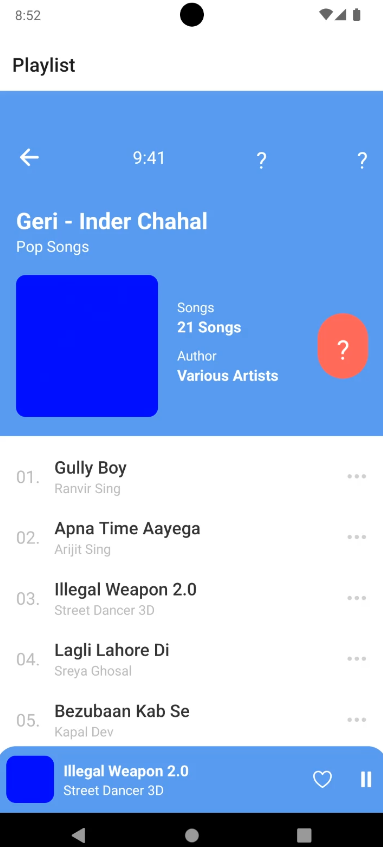 8:52
Playlist
9:41 ? ?
Geri - Inder Chahal
Pop Songs
Songs
21 Songs
Author
Various Artists
?
01. Gully Boy
Ranvir Sing
02. Apna Time Aayega
Arijit Sing
03. Illegal Weapon 2.0
Street Dancer 3D
04. Lagli Lahore Di
Sreya Ghosal
05. Bezubaan Kab Se
Kapal Dev
Illegal Weapon 2.0
Street Dancer 3D